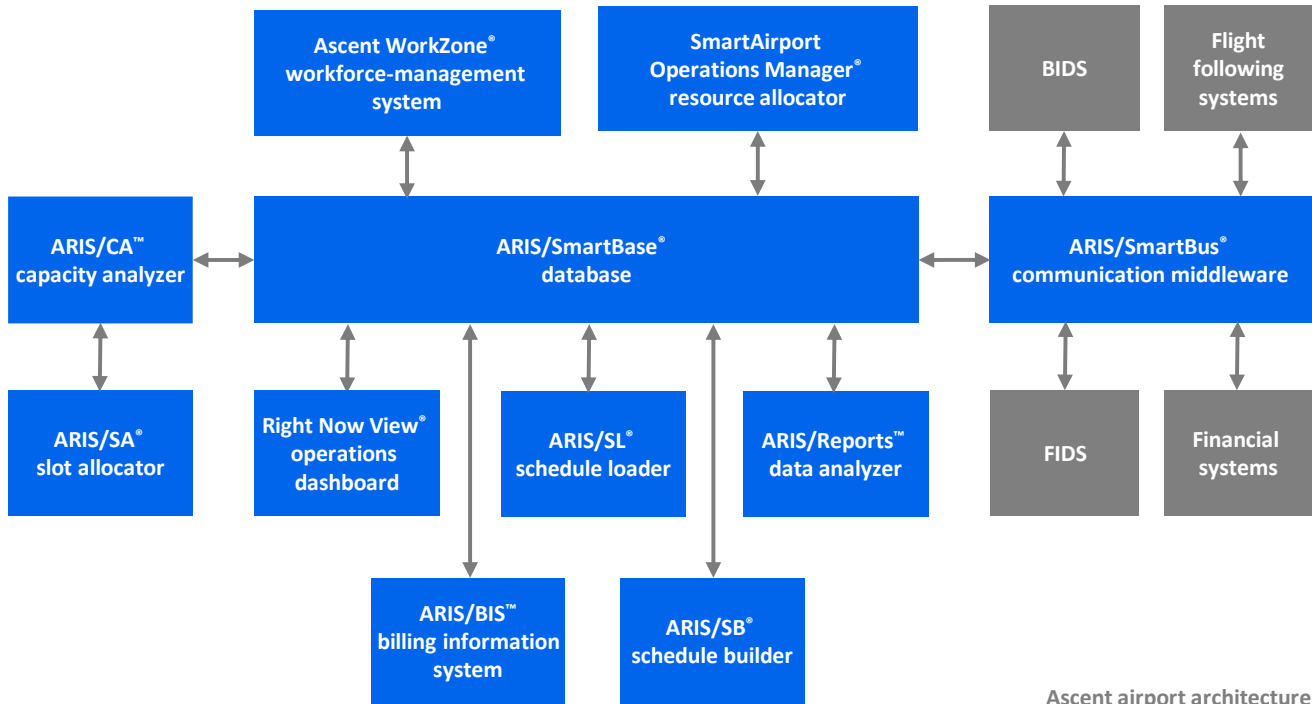 Ascent WorkZone®
workforce-management
system
SmartAirport
Operations Manager®
resource allocator
BIDS
Flight
following
systems
ARIS/CA™
capacity analyzer
ARIS/SmartBase®
database
ARIS/SmartBus®
communication middleware
ARIS/SA®
slot allocator
Right Now View®
operations
dashboard
ARIS/SL®
schedule loader
ARIS/Reports™
data analyzer
FIDS
Financial
systems
ARIS/BIS™
billing information
system
ARIS/SB®
schedule builder
Ascent airport architecture